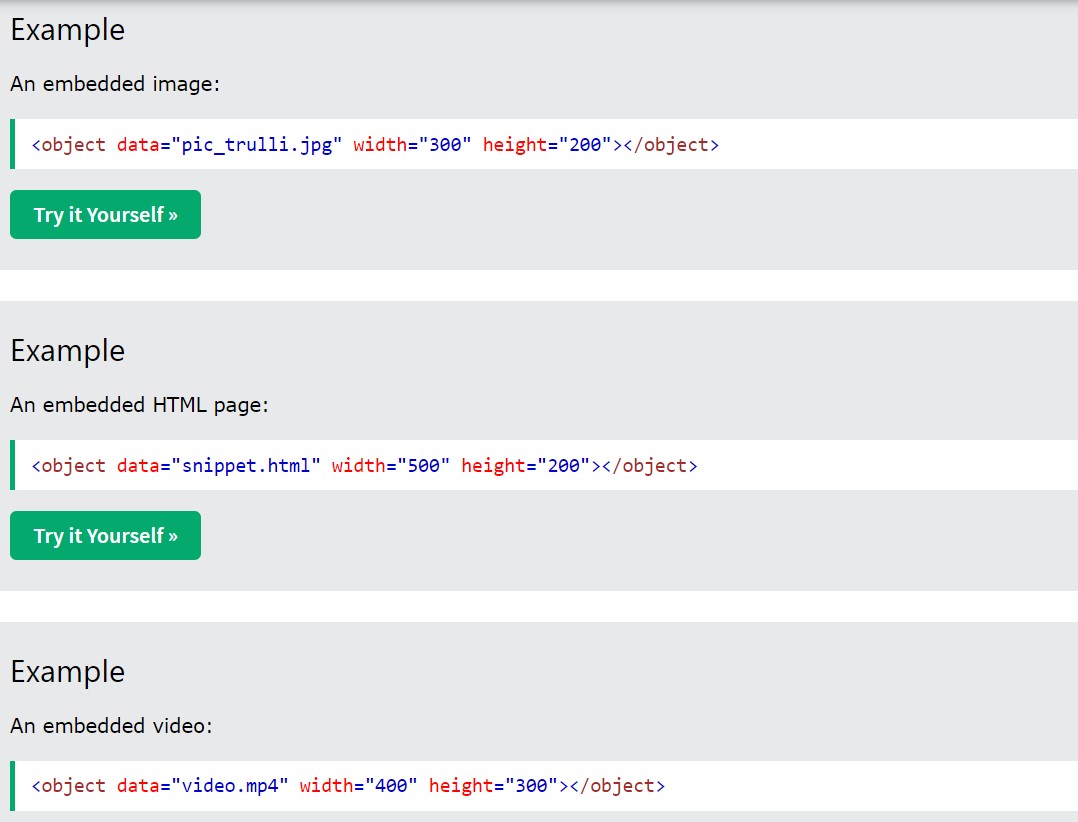 Example
An embedded image:
<object data="pic_trulli.jpg" width="300" height="200"></object>
Try it Yourself »
Example
An embedded HTML page:
<object data="snippet.html" width="500" height="200"></object>
Try it Yourself »
Example
An embedded video:
<object data="video.mp4" width="400" height="300"></object>